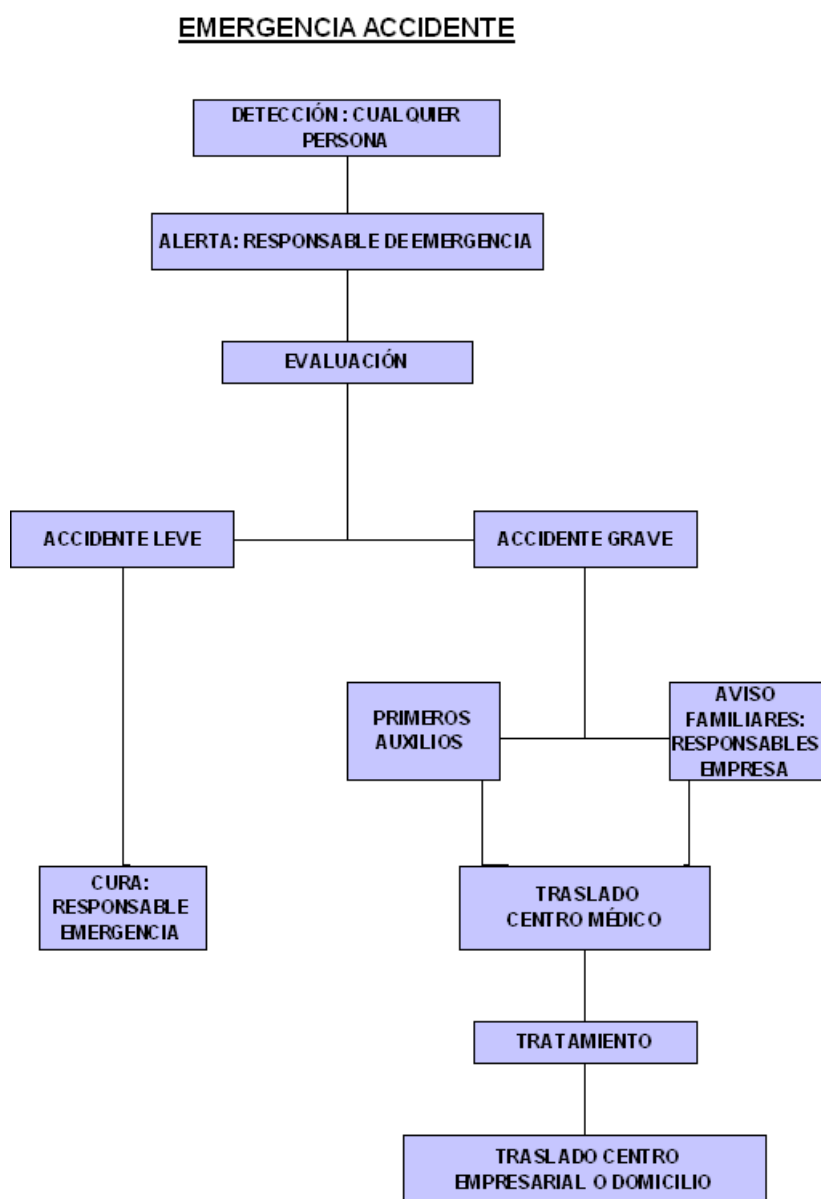 EMERGENCIA ACCIDENTE
DETECCIÓN : CUALQUIER
PERSONA
ALERTA: RESPONSABLE DE EMERGENCIA
EVALUACIÓN
ACCIDENTE LEVE
ACCIDENTE GRAVE
PRIMEROS
AUXILIOS
AVISO
FAMILIARES:
RESPONSABLES
EMPRESA
CURA:
RESPONSABLE
EMERGENCIA
TRASLADO
CENTRO MÉDICO
TRATAMIENTO
TRASLADO CENTRO
EMPRESARIAL O DOMICILIO